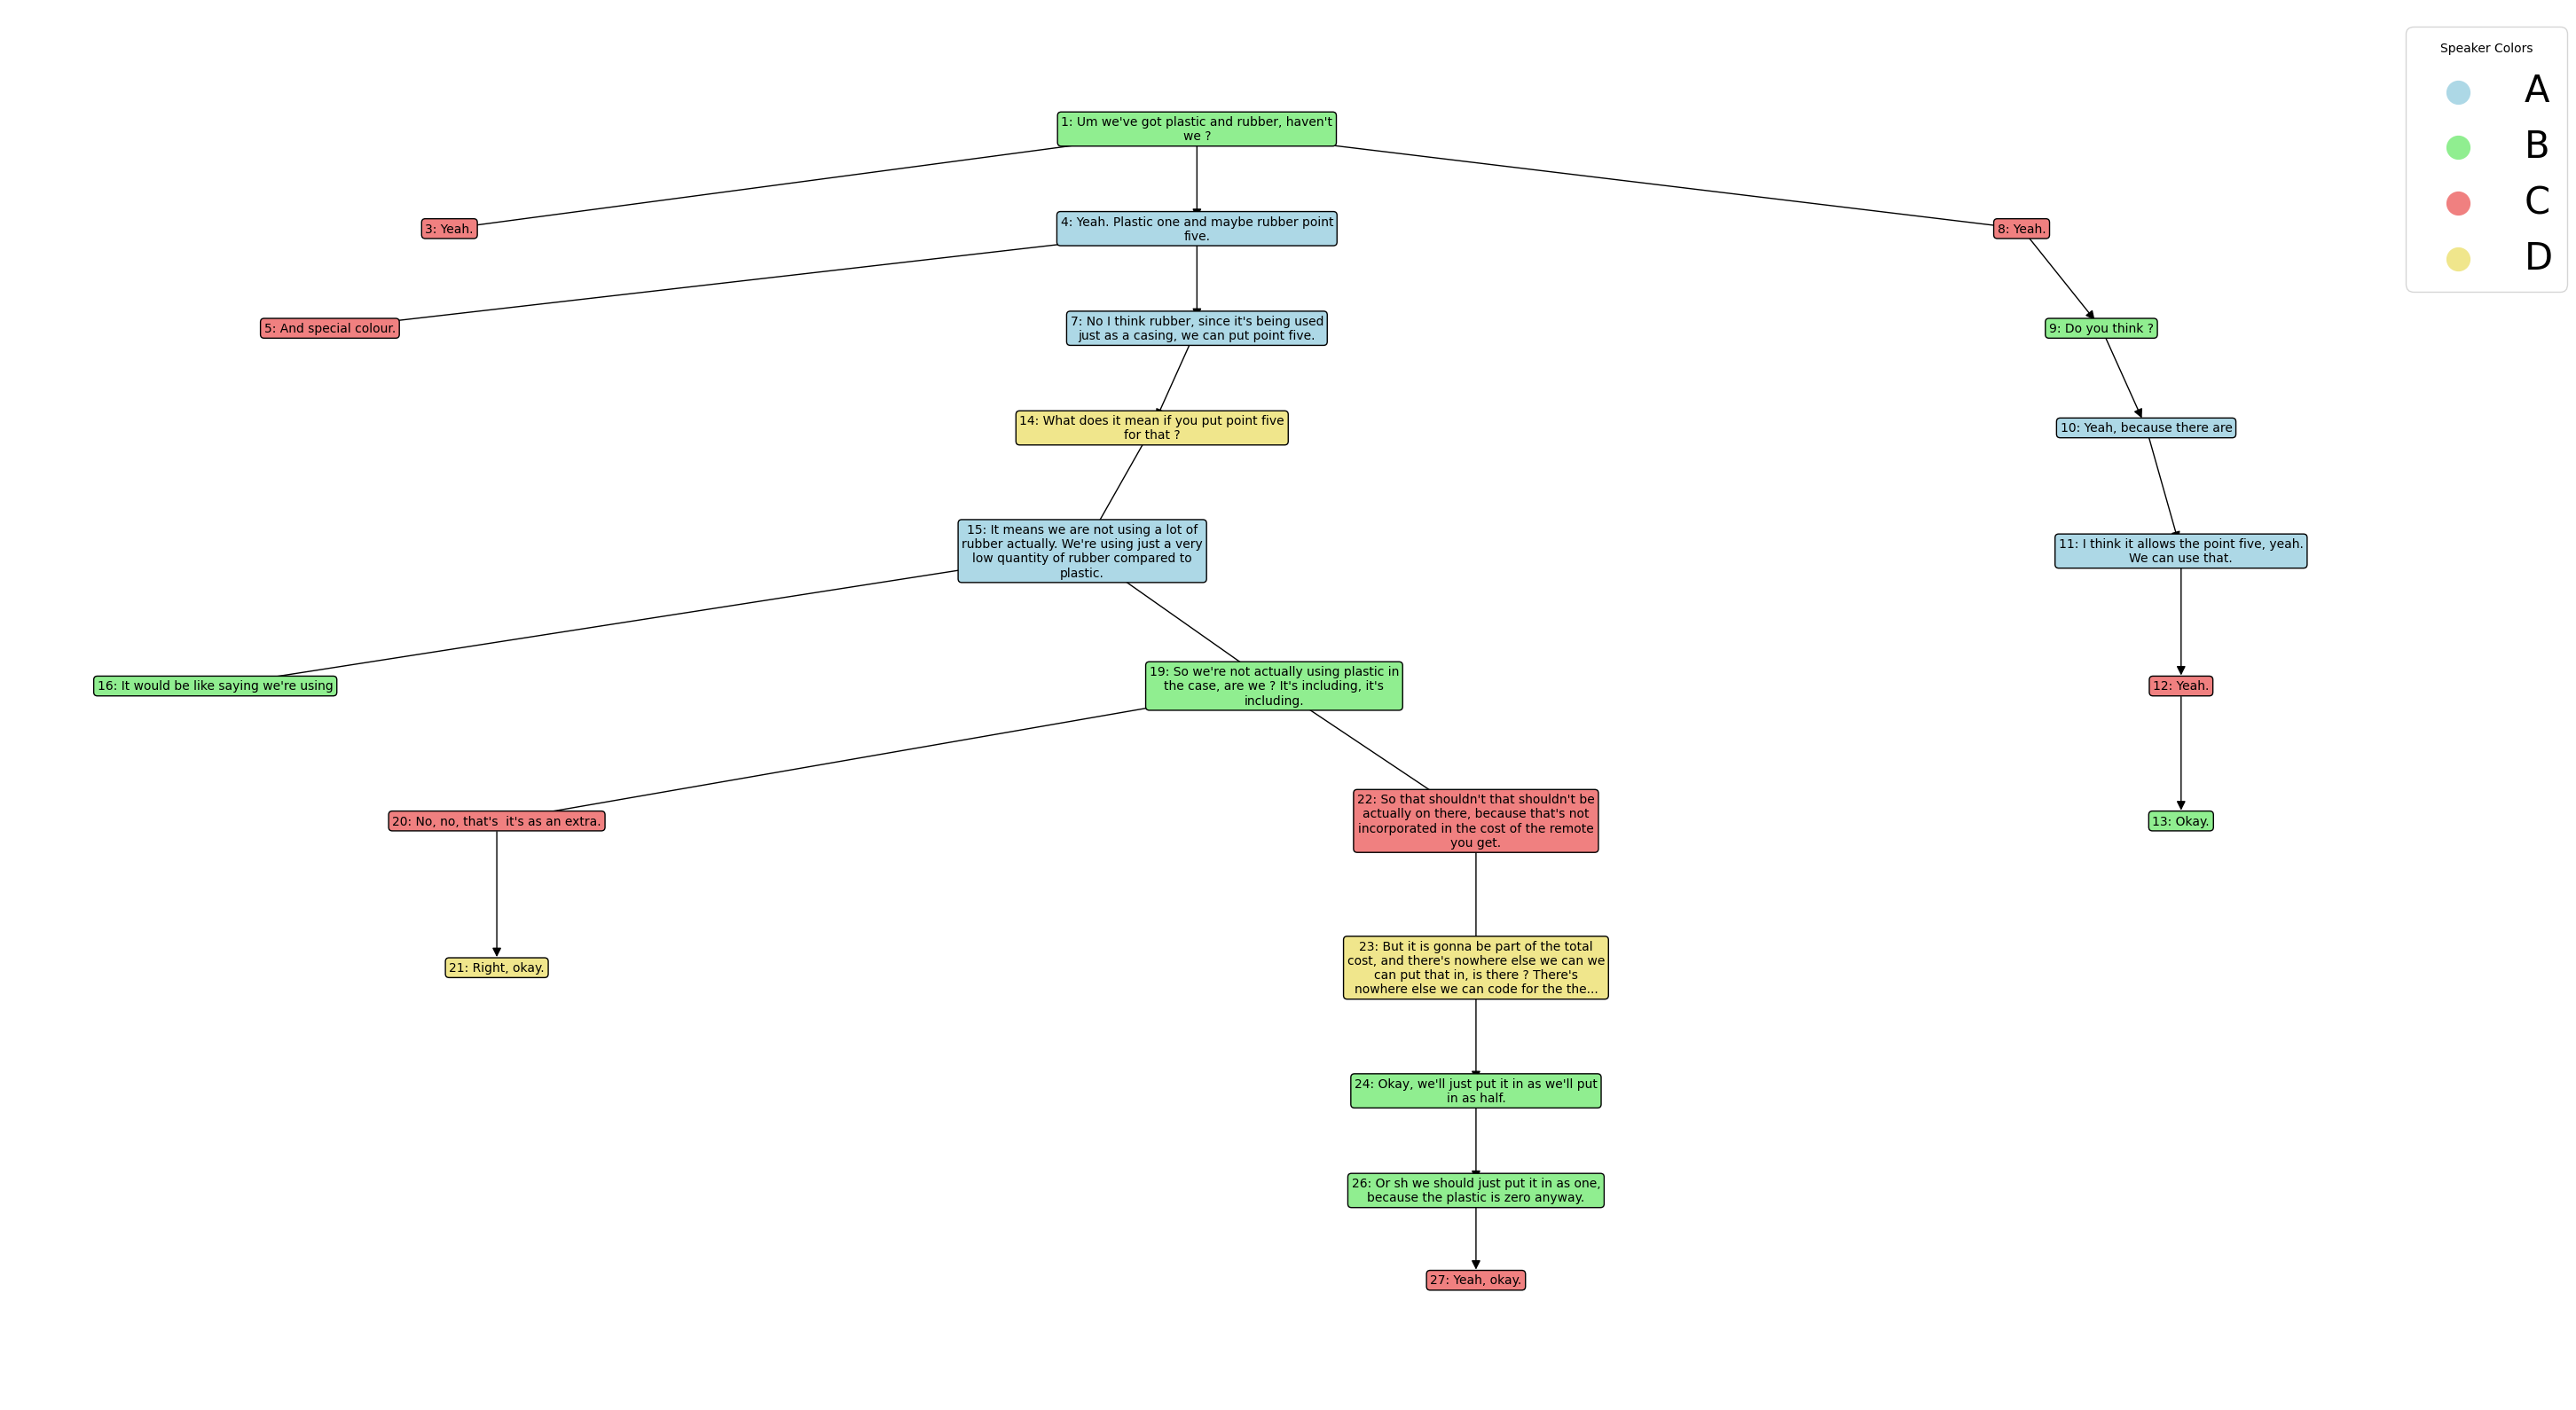 Speaker Colors
A
B
C
D
1: Um we've got plastic and rubber, haven't
we ?
3: Yeah.
4: Yeah. Plastic one and maybe rubber point
five.
8: Yeah.
5: And special colour.
7: No I think rubber, since it's being used
just as a casing, we can put point five.
9: Do you think ?
14: What does it mean if you put point five
for that ?
10: Yeah, because there are
15: It means we are not using a lot of
rubber actually. We're using just a very
low quantity of rubber compared to
plastic.
11: I think it allows the point five, yeah.
We can use that.
16: It would be like saying we're using
19: So we're not actually using plastic in
the case, are we ? It's including, it's
including.
12: Yeah.
20: No, no, that's  it's as an extra.
22: So that shouldn't that shouldn't be
actually on there, because that's not
incorporated in the cost of the remote
you get.
13: Okay.
21: Right, okay.
23: But it is gonna be part of the total
cost, and there's nowhere else we can we
can put that in, is there ? There's
nowhere else we can code for the the...
24: Okay, we'll just put it in as we'll put
in as half.
26: Or sh we should just put it in as one,
because the plastic is zero anyway.
27: Yeah, okay.